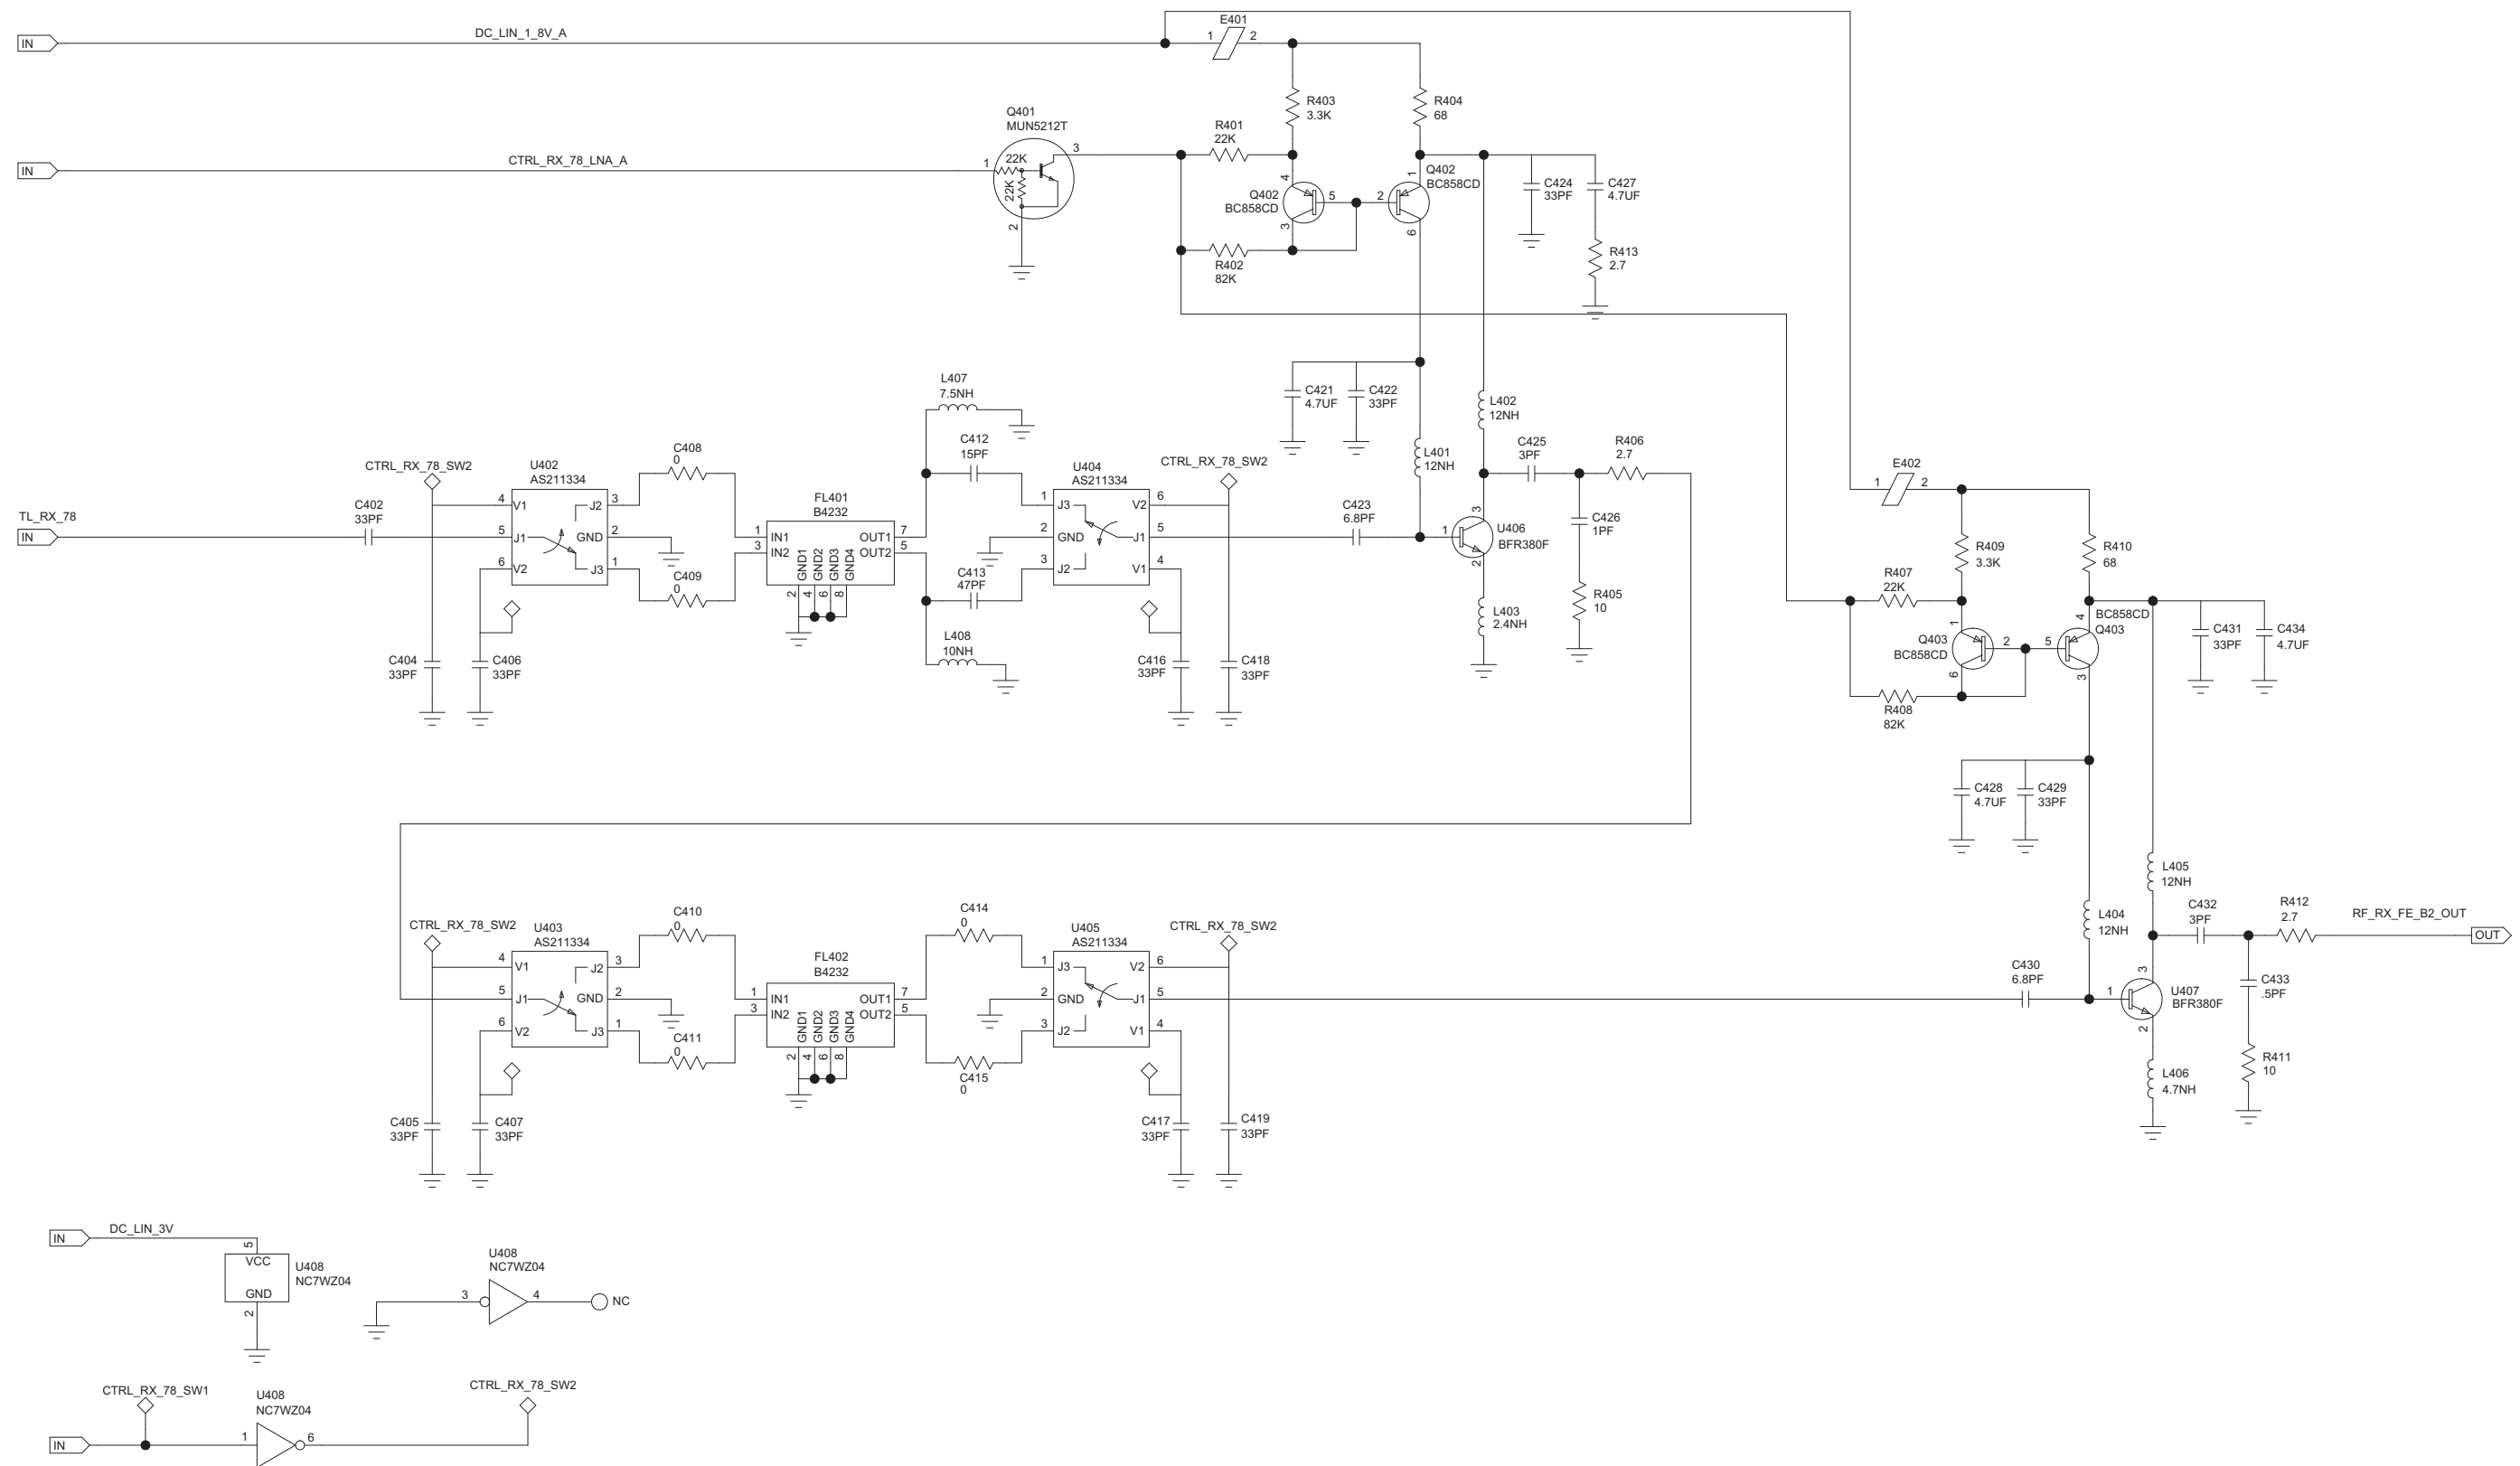 E401
IN
DC_LIN_1_8V_A
1
2
R403
3.3K
R404
68
Q401
MUN5212T
R401
22K
IN
CTRL_RX_78_LNA_A
1
22K
22K
3
2
4
Q402
BC858CD
5
3
2
1
Q402
BC858CD
6
C424
33PF
C427
4.7UF
R413
2.7
R402
82K
L407
7.5NH
C421
4.7UF
C422
33PF
L402
12NH
C412
15PF
C408
0
CTRL_RX_78_SW2
U402
AS211334
U404
AS211334
CTRL_RX_78_SW2
L401
12NH
C425
3PF
R406
2.7
E402
1
2
TL_RX_78
IN
C402
33PF
4
V1
J2
3
5
J1
GND
2
6
V2
J3
1
FL401
B4232
1
IN1
3
IN2
OUT1
7
OUT2
5
GND1
GND2
GND3
GND4
2
4
6
8
1
J3
V2
6
2
GND
J1
5
3
J2
V1
4
C423
6.8PF
1
3
U406
BFR380F
2
C426
1PF
C409
0
C413
47PF
L403
2.4NH
R405
10
R409
3.3K
R410
68
R407
22K
L408
10NH
C404
33PF
C406
33PF
C416
33PF
C418
33PF
1
Q403
BC858CD
2
6
5
4
BC858CD
Q403
3
C431
33PF
C434
4.7UF
R408
82K
C428
4.7UF
C429
33PF
L405
12NH
C410
0
C414
0
CTRL_RX_78_SW2
U403
AS211334
U405
AS211334
CTRL_RX_78_SW2
L404
12NH
C432
3PF
R412
2.7
RF_RX_FE_B2_OUT
OUT
4
V1
J2
3
5
J1
GND
2
6
V2
J3
1
FL402
B4232
1
IN1
3
IN2
OUT1
7
OUT2
5
GND1
GND2
GND3
GND4
2
4
6
8
1
J3
V2
6
2
GND
J1
5
3
J2
V1
4
C430
6.8PF
1
3
U407
BFR380F
2
C433
.5PF
C411
0
C415
0
L406
4.7NH
R411
10
C405
33PF
C407
33PF
C417
33PF
C419
33PF
IN
DC_LIN_3V
5
VCC
GND
2
U408
NC7WZ04
U408
NC7WZ04
3
4
NC
CTRL_RX_78_SW1
U408
NC7WZ04
CTRL_RX_78_SW2
IN
1
6